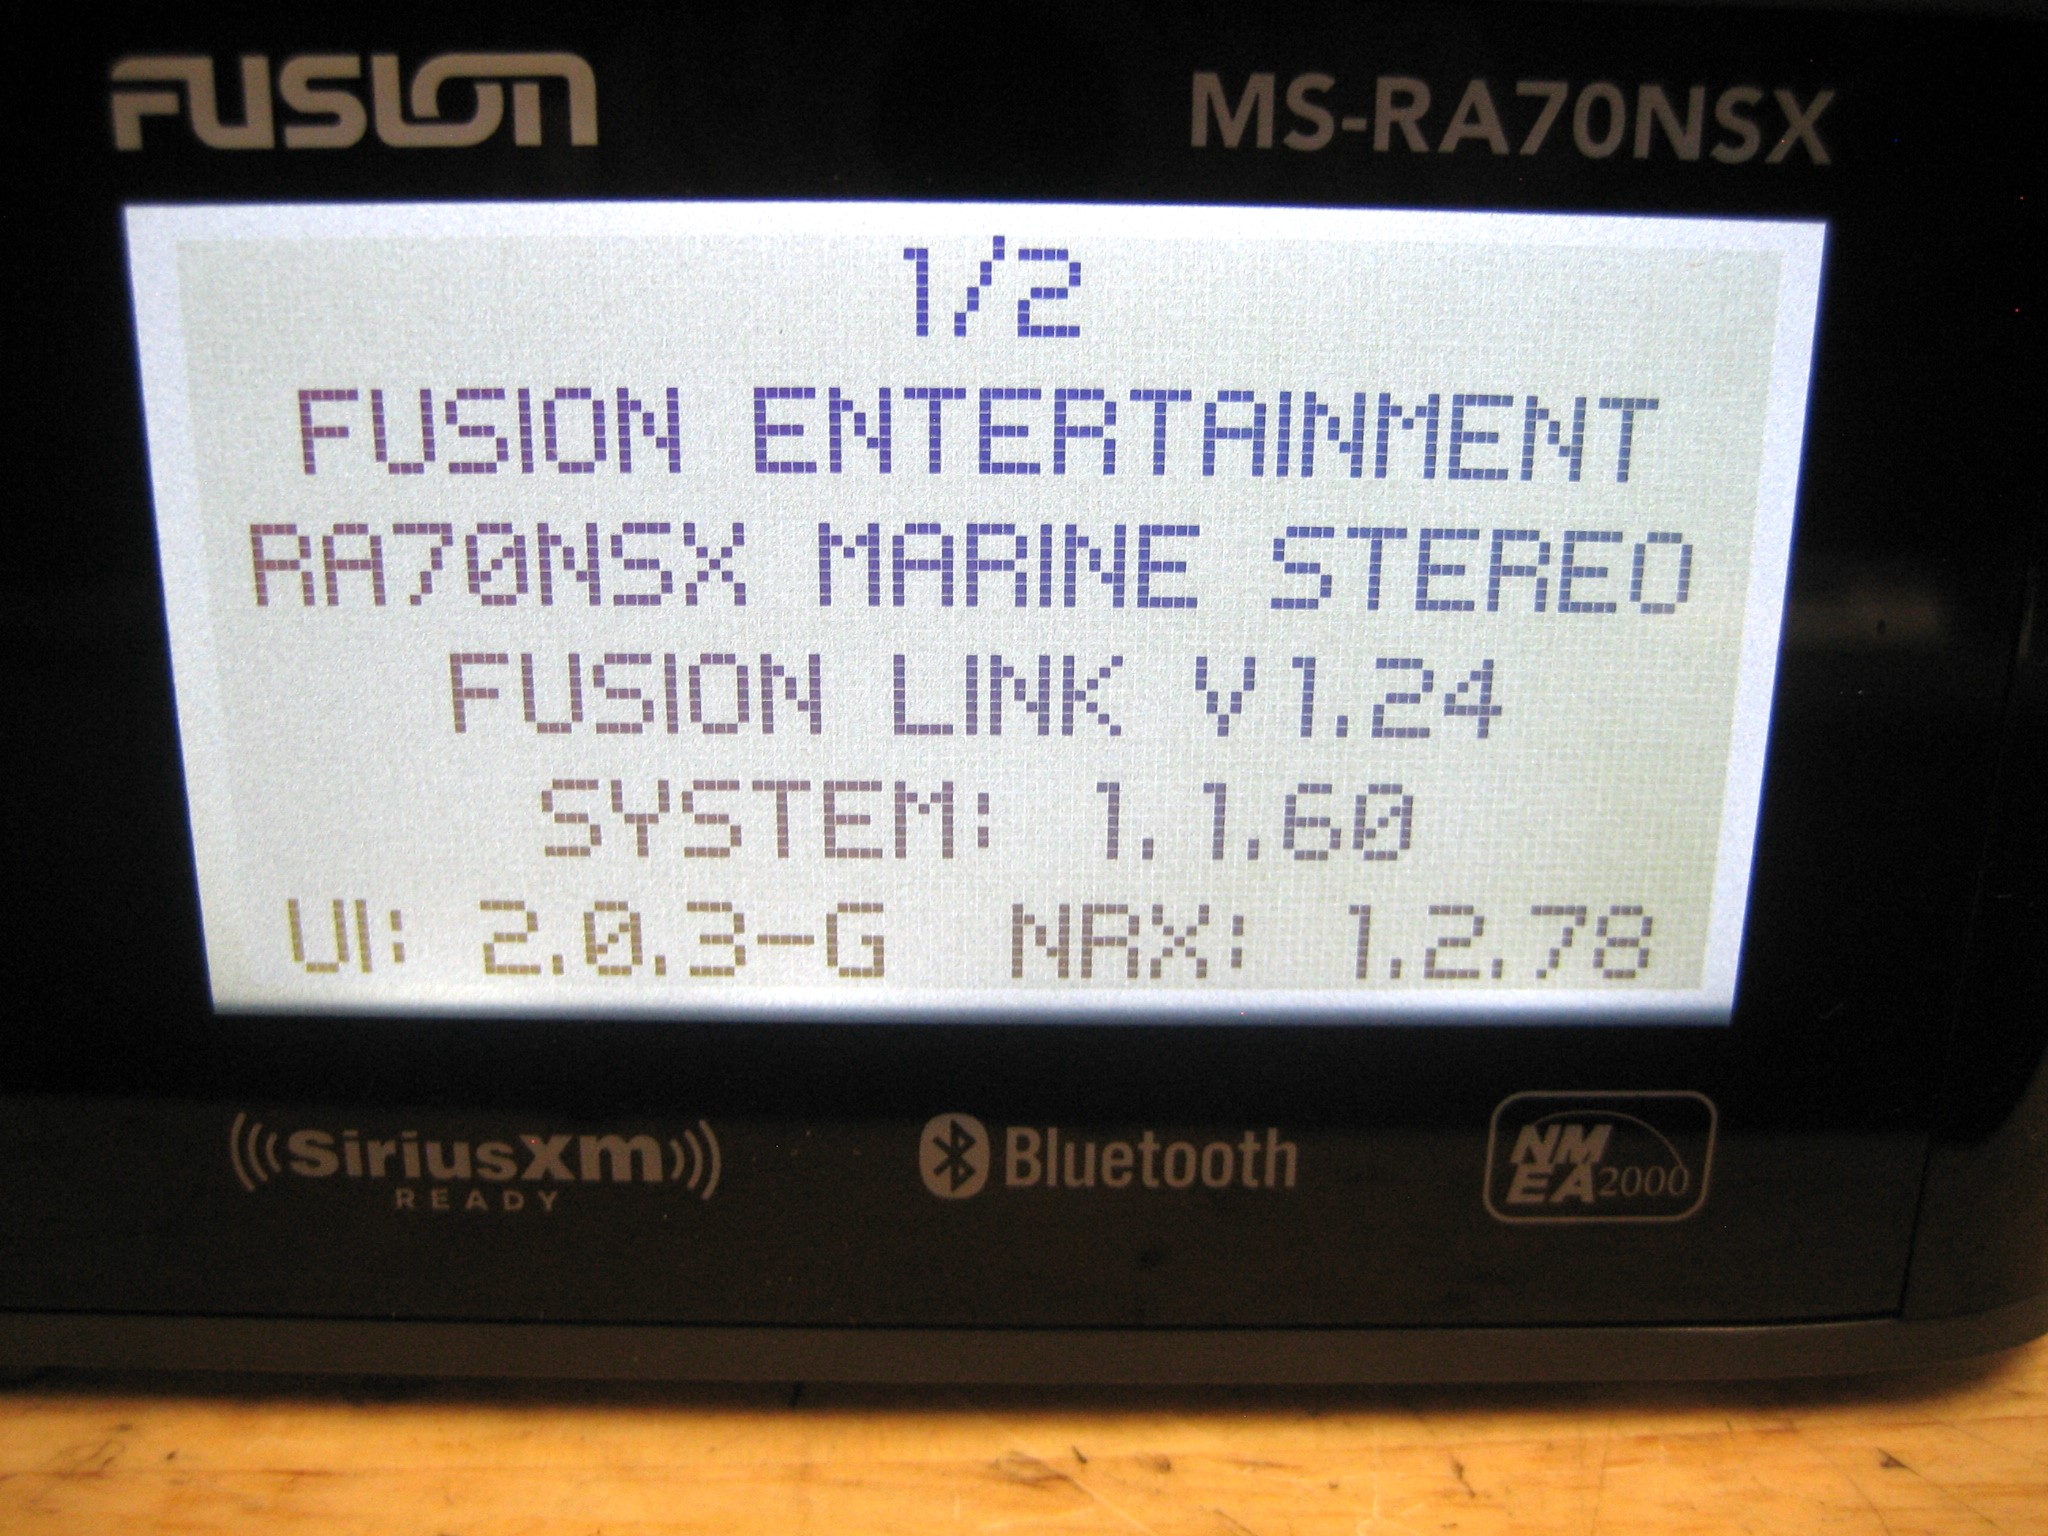 FUSION
MS-RA70NSX
1/2
FUSION ENTERTAINMENT
RA70NSX MARINE STEREO
FUSION LINK V1.24
SYSTEM: 1.1.60
UI: 2.0.3-G NRX: 1.2.78
SiriusXM
READY
Bluetooth
NMEA 2000